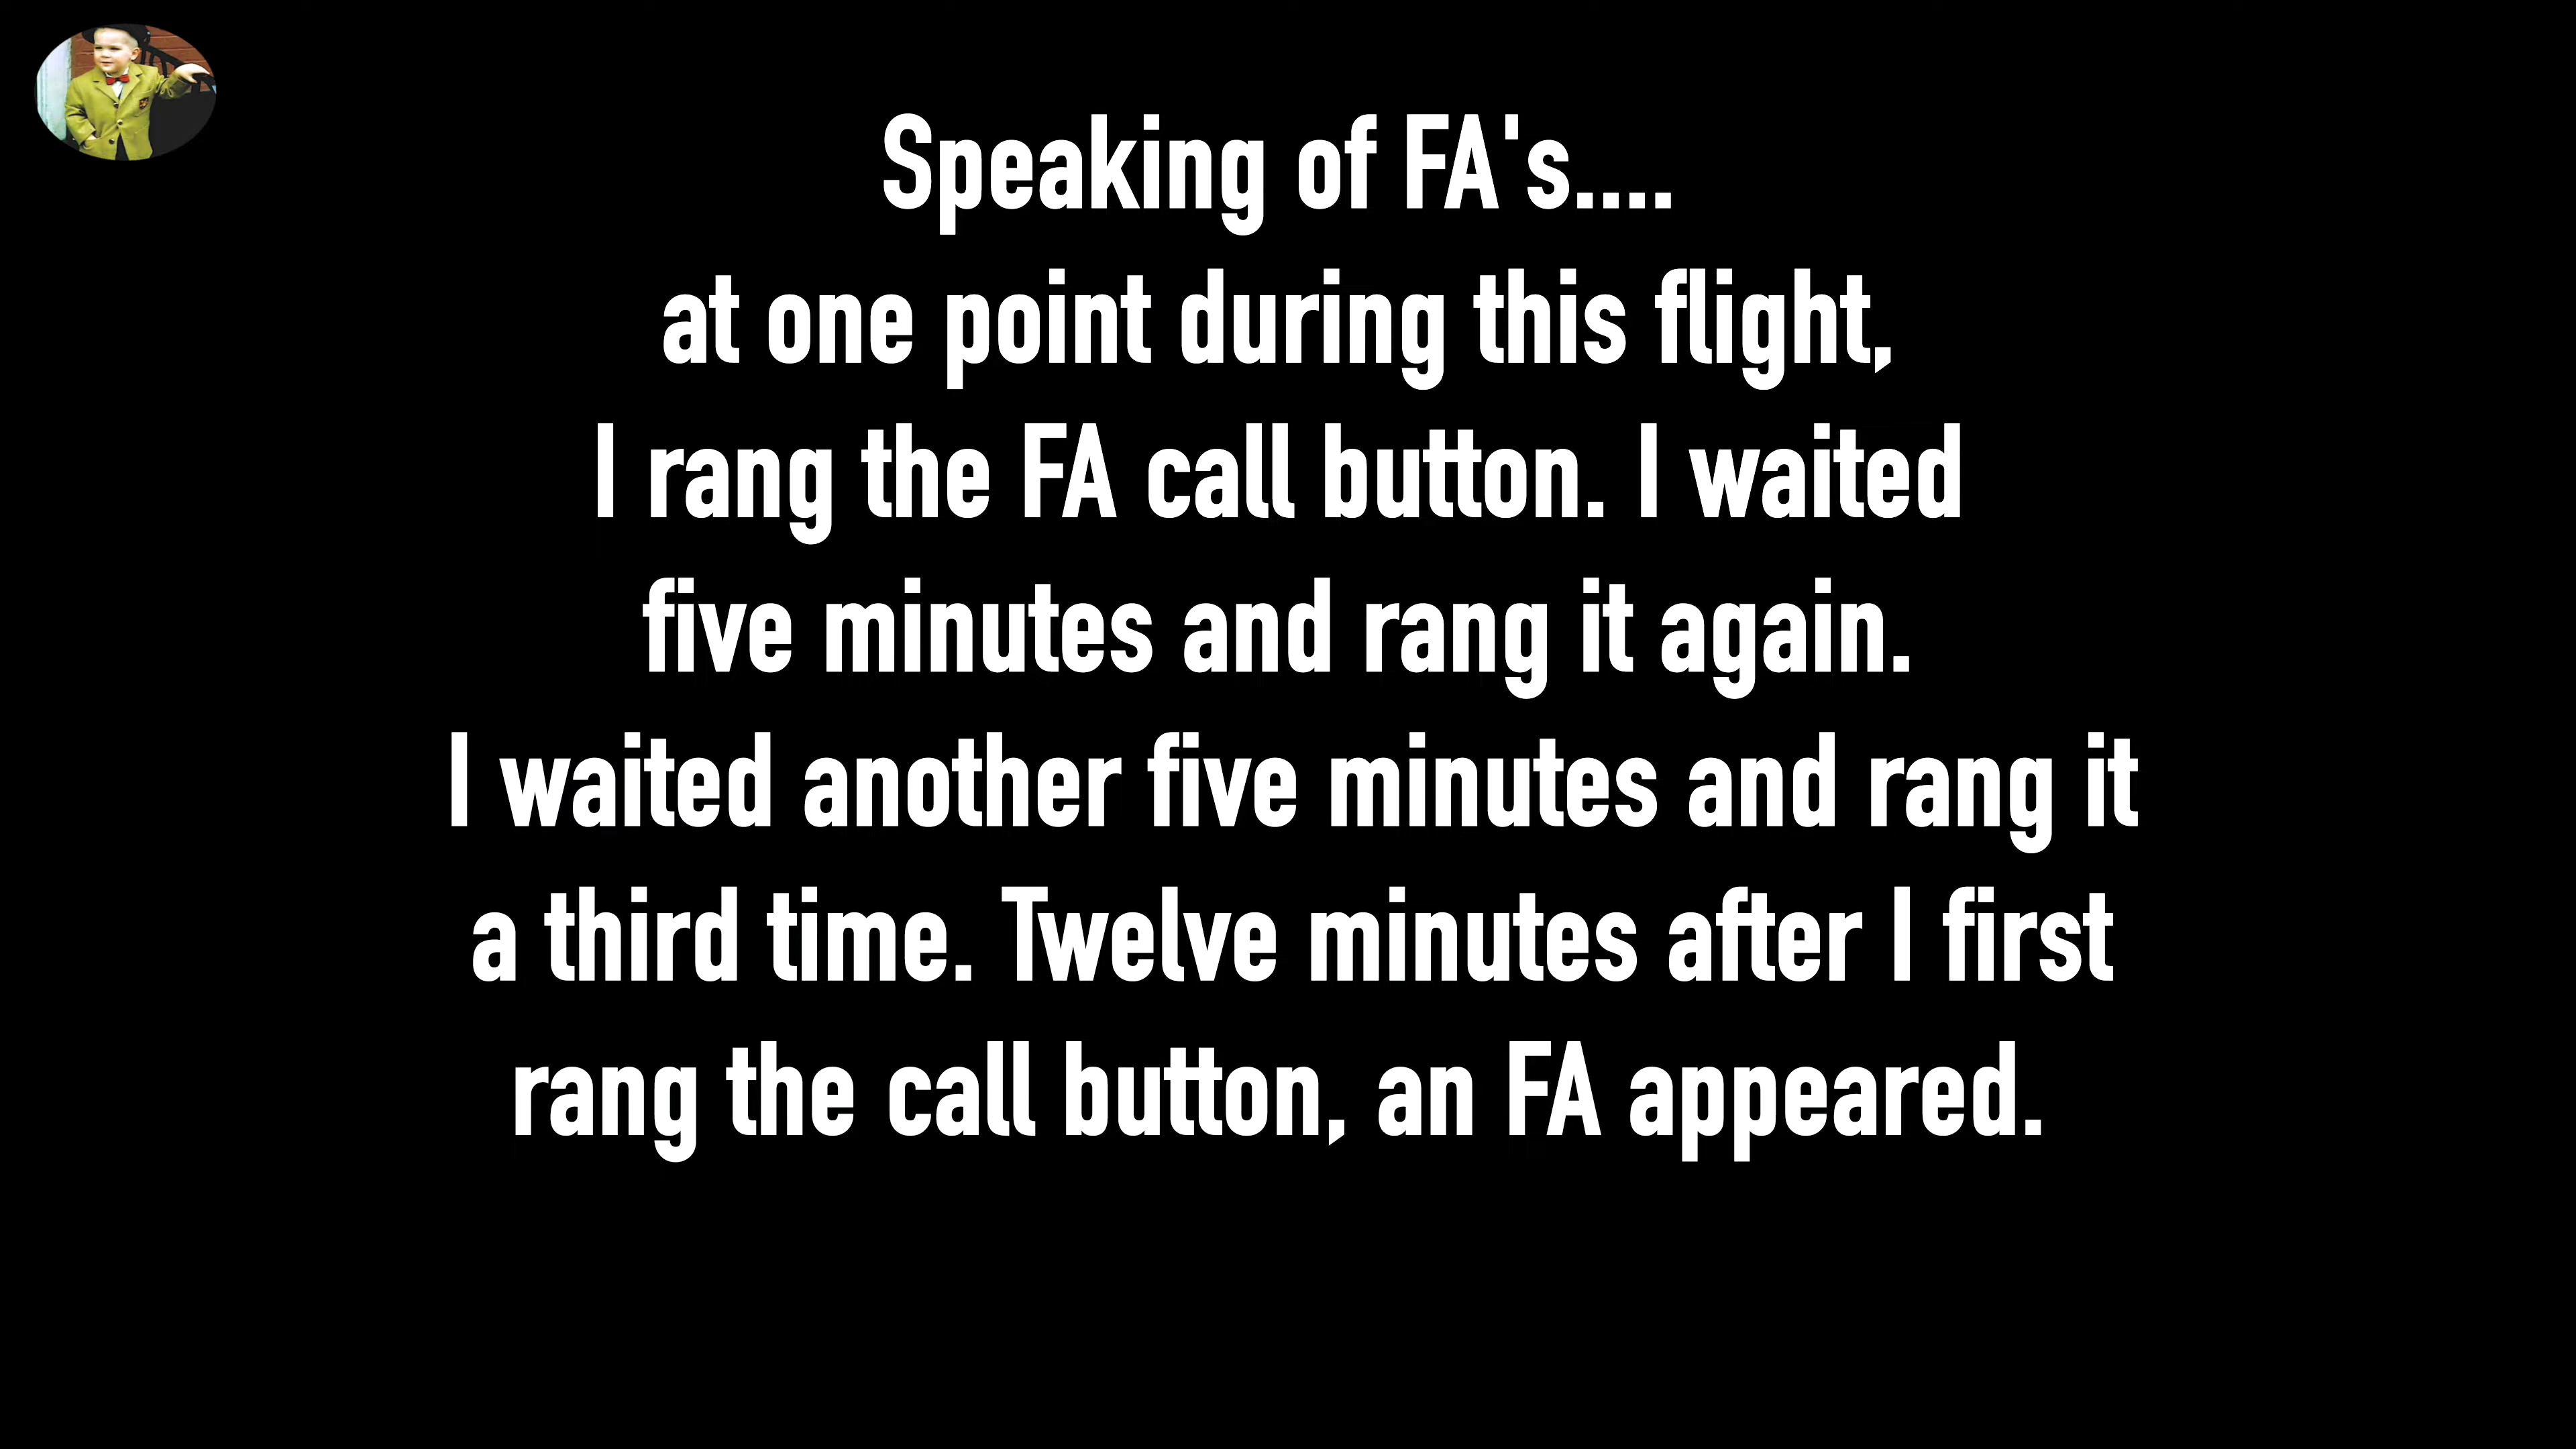 Speaking of FA's....
at one point during this flight,
I rang the FA call button. I waited
five minutes and rang it again.
I waited another five minutes and rang it
a third time. Twelve minutes after I first
rang the call button, an FA appeared.